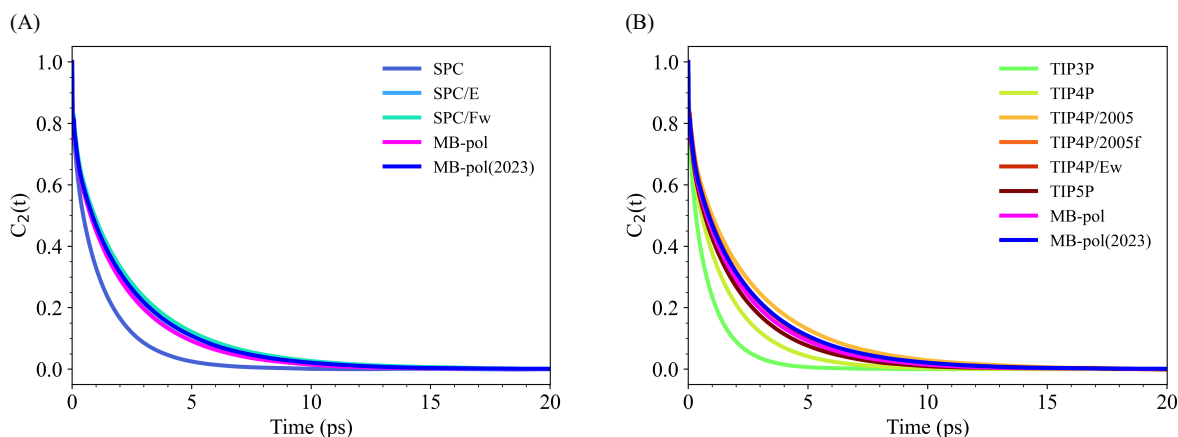 (A)
C₂(t)
1.0
0.8
0.6
0.4
0.2
0.0
0
5
10
15
20
Time (ps)
SPC
SPC/E
SPC/Fw
MB-pol
MB-pol(2023)
(B)
C₂(t)
1.0
0.8
0.6
0.4
0.2
0.0
0
5
10
15
20
Time (ps)
TIP3P
TIP4P
TIP4P/2005
TIP4P/2005f
TIP4P/Ew
TIP5P
MB-pol
MB-pol(2023)